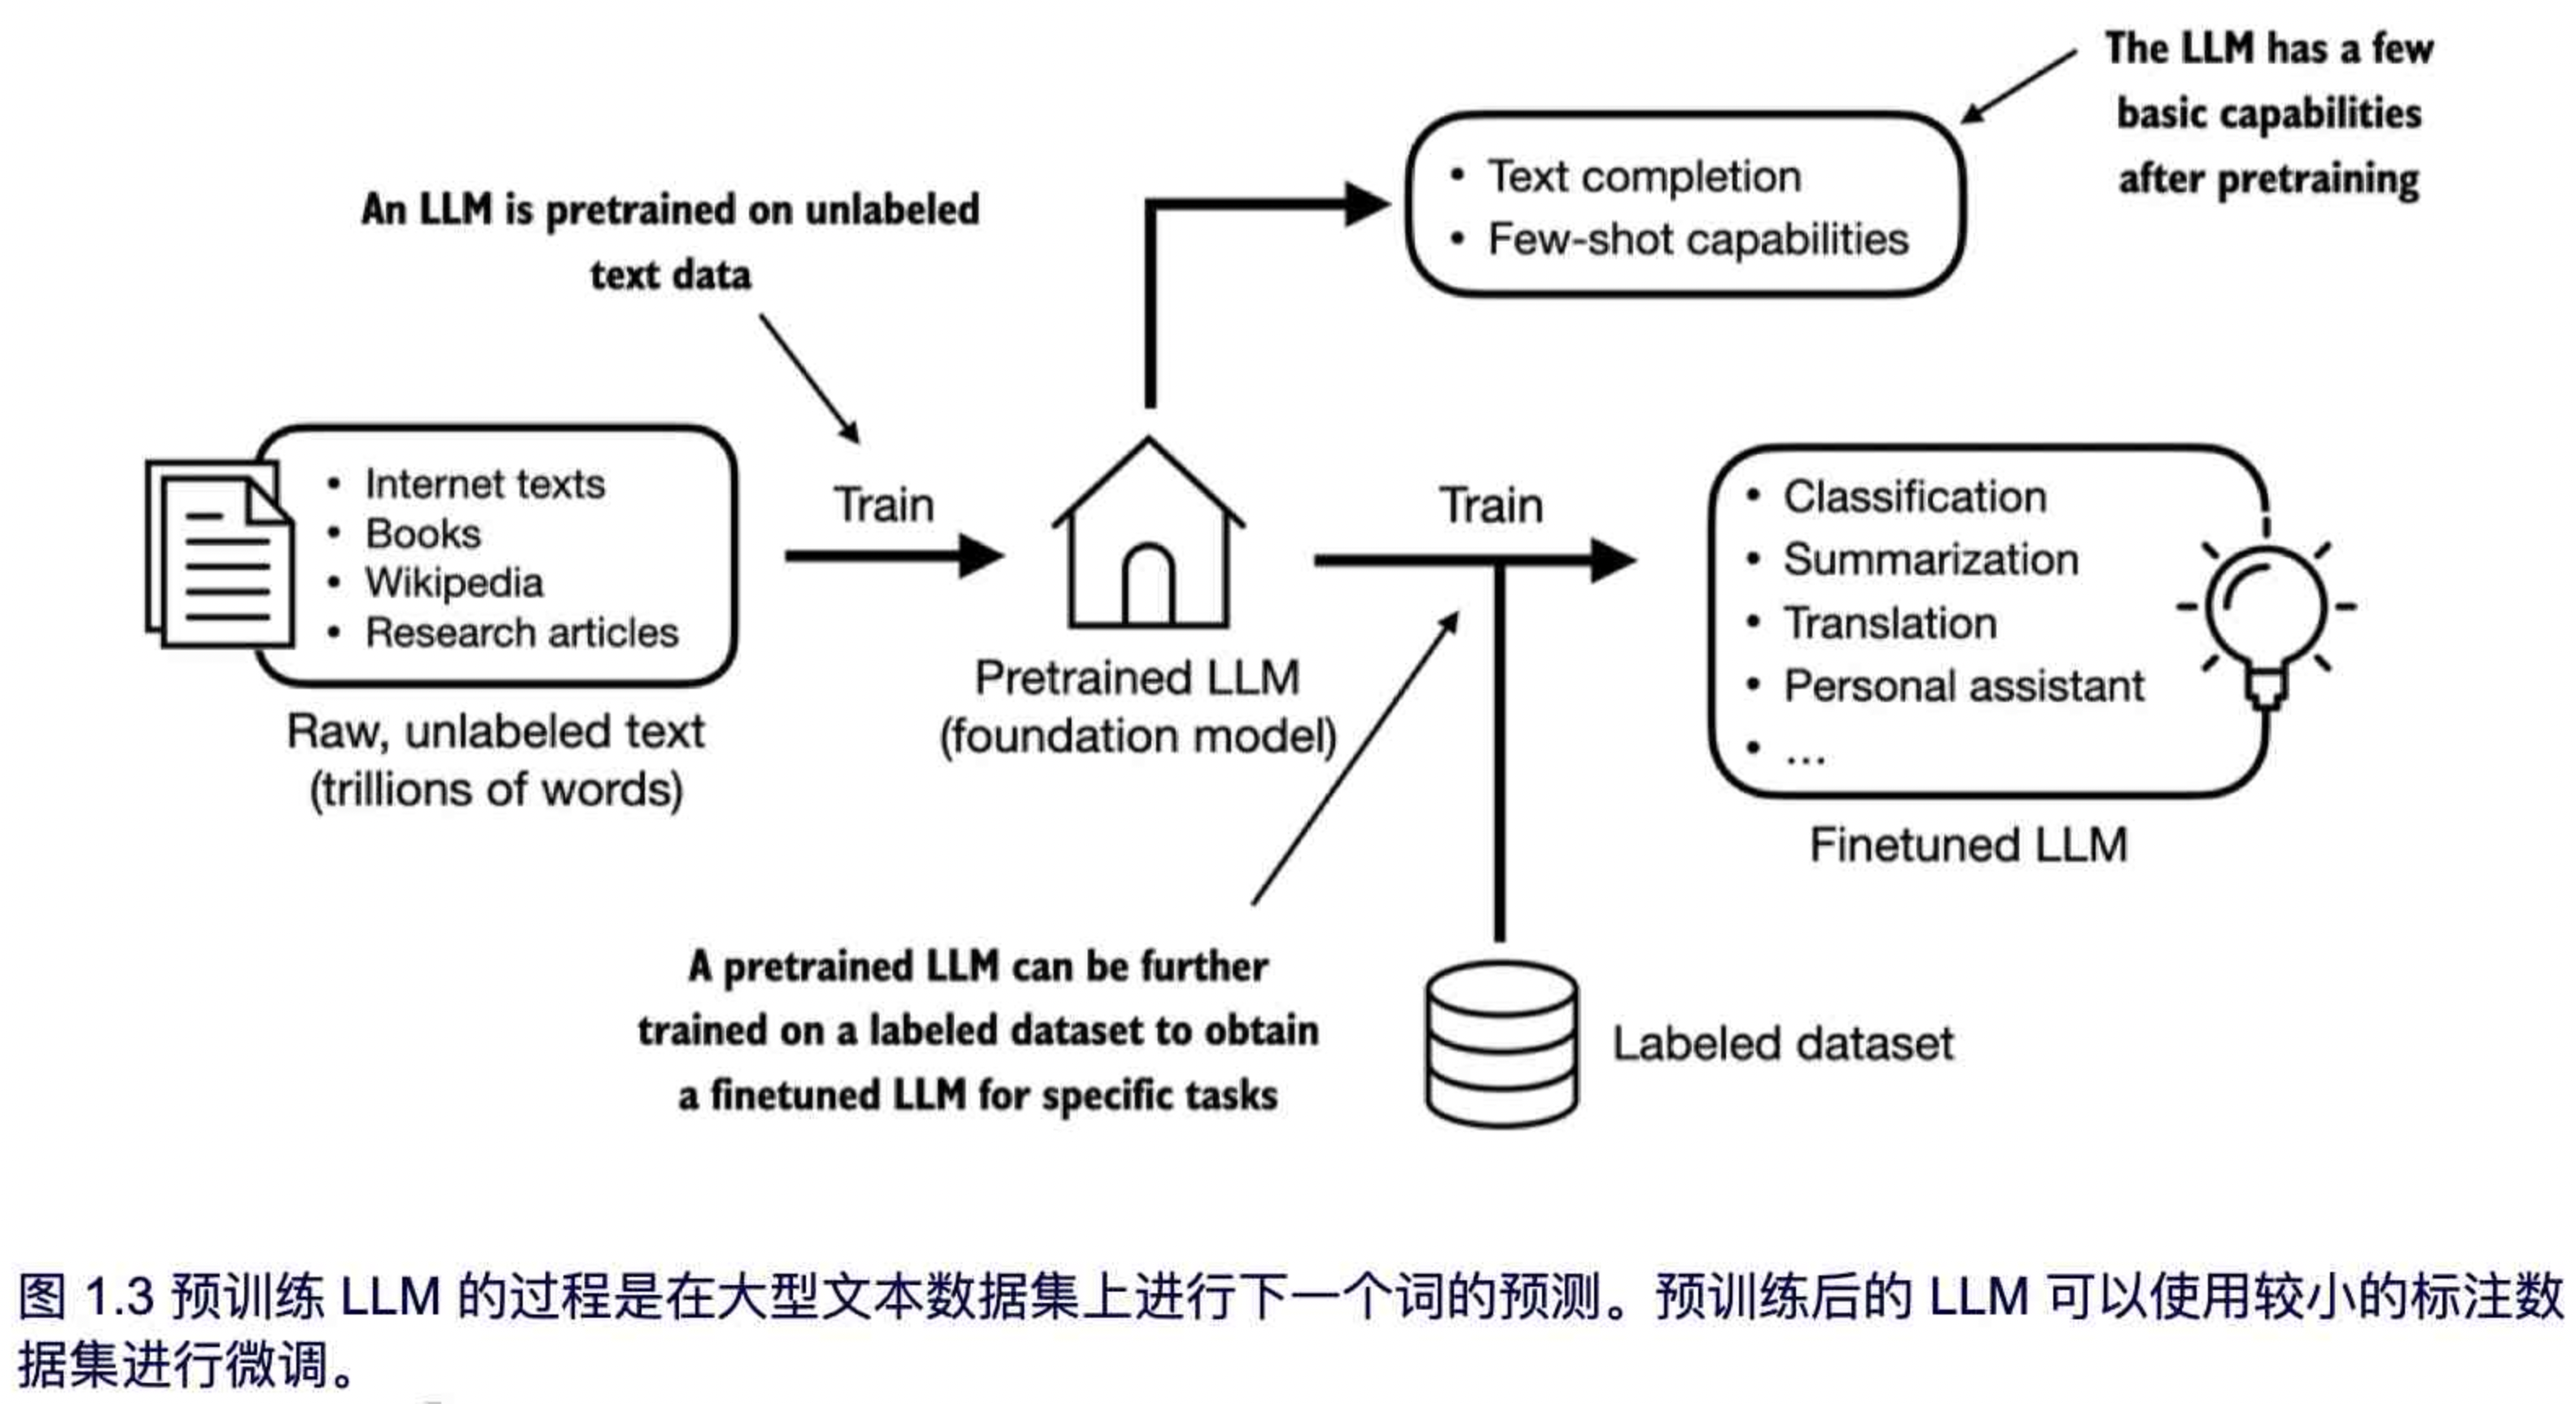 The LLM has a few
basic capabilities
after pretraining
• Text completion
• Few-shot capabilities
An LLM is pretrained on unlabeled
text data
• Internet texts
• Books
• Wikipedia
• Research articles
Raw, unlabeled text
(trillions of words)
Train
Pretrained LLM
(foundation model)
Train
• Classification
• Summarization
• Translation
• Personal assistant
• ...
Finetuned LLM
A pretrained LLM can be further
trained on a labeled dataset to obtain
a finetuned LLM for specific tasks
Labeled dataset
图 1.3 预训练 LLM 的过程是在大型文本数据集上进行下一个词的预测。预训练后的 LLM 可以使用较小的标注数
据集进行微调。